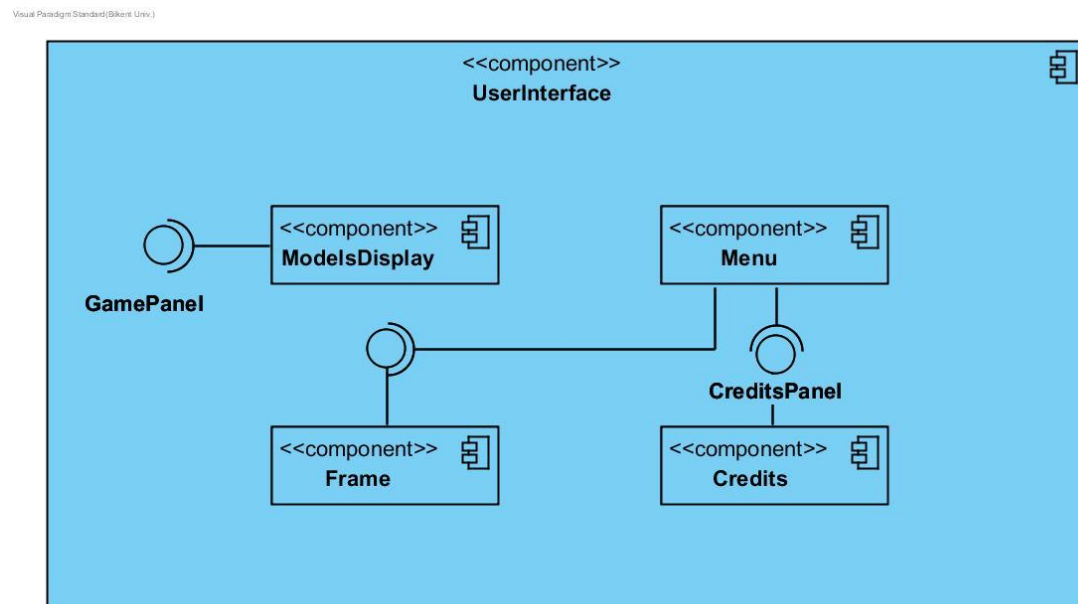 Visual Paradigm Standard(Bilkent Univ.)
<<component>>
UserInterface
<<component>>
ModelsDisplay
<<component>>
Menu
GamePanel
CreditsPanel
<<component>>
Frame
<<component>>
Credits